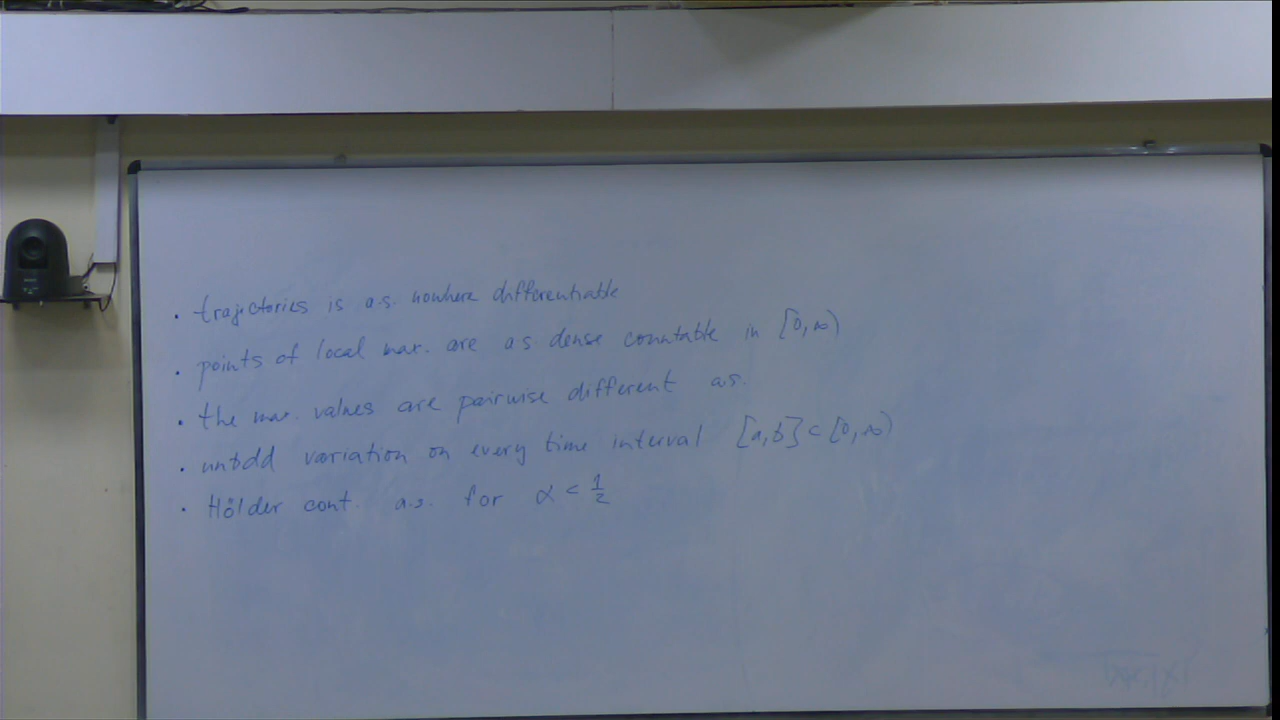 • trajectories is a.s. nowhere differentiable
• points of local max. are a.s dense countable in [0,∞)
• the max. values are pairwise different a.s.
• unbdd variation on every time interval [a,b]⊂[0,∞)
• Hölder cont. a.s. for α < 1/2